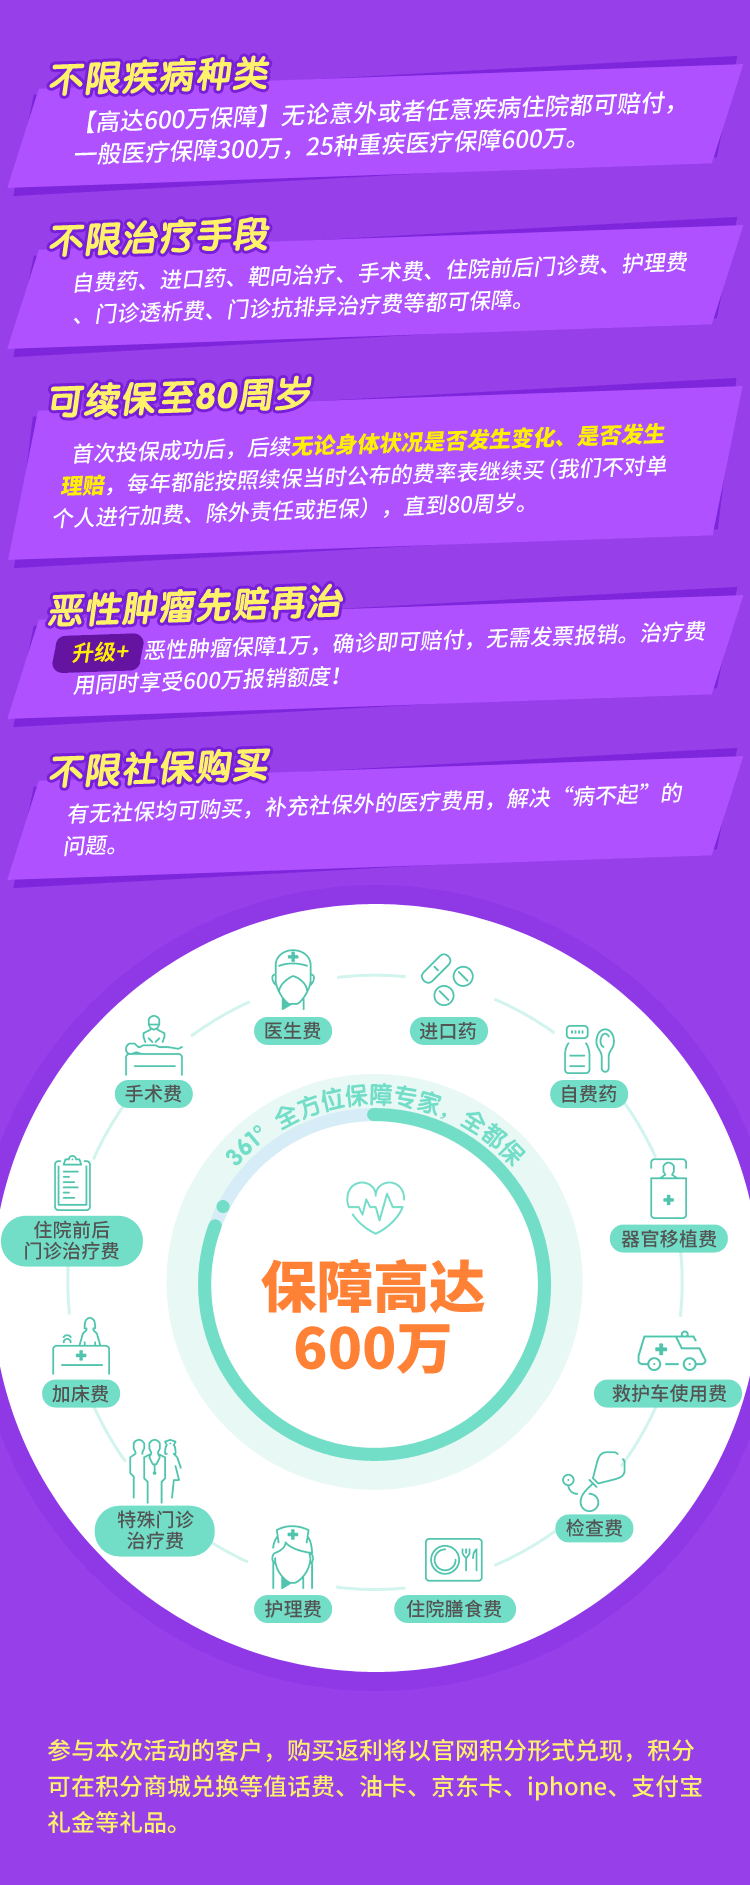 不限疾病种类
【高达600万保障】无论意外或者任意疾病住院都可赔付，
一般医疗保障300万，25种重疾医疗保障600万。
不限治疗手段
自费药、进口药、靶向治疗、手术费、住院前后门诊费、护理费
、门诊透析费、门诊抗排异治疗费等都可保障。
可续保至80周岁
首次投保成功后，后续无论身体状况是否发生变化、是否发生
理赔，每年都能按照续保当时公布的费率表继续买（我们不对单
个人进行加费、除外责任或拒保），直到80周岁。
恶性肿瘤先赔再治
升级+ 恶性肿瘤保障1万，确诊即可赔付，无需发票报销。治疗费
用同时享受600万报销额度！
不限社保购买
有无社保均可购买，补充社保外的医疗费用，解决“病不起”的
问题。
医生费
进口药
手术费
自费药
361°全方位保障专家，全都保
住院前后
门诊治疗费
器官移植费
保障高达
600万
加床费
救护车使用费
特殊门诊
治疗费
检查费
护理费
住院膳食费
参与本次活动的客户，购买返利将以官网积分形式兑现，积分
可在积分商城兑换等值话费、油卡、京东卡、iphone、支付宝
礼金等礼品。